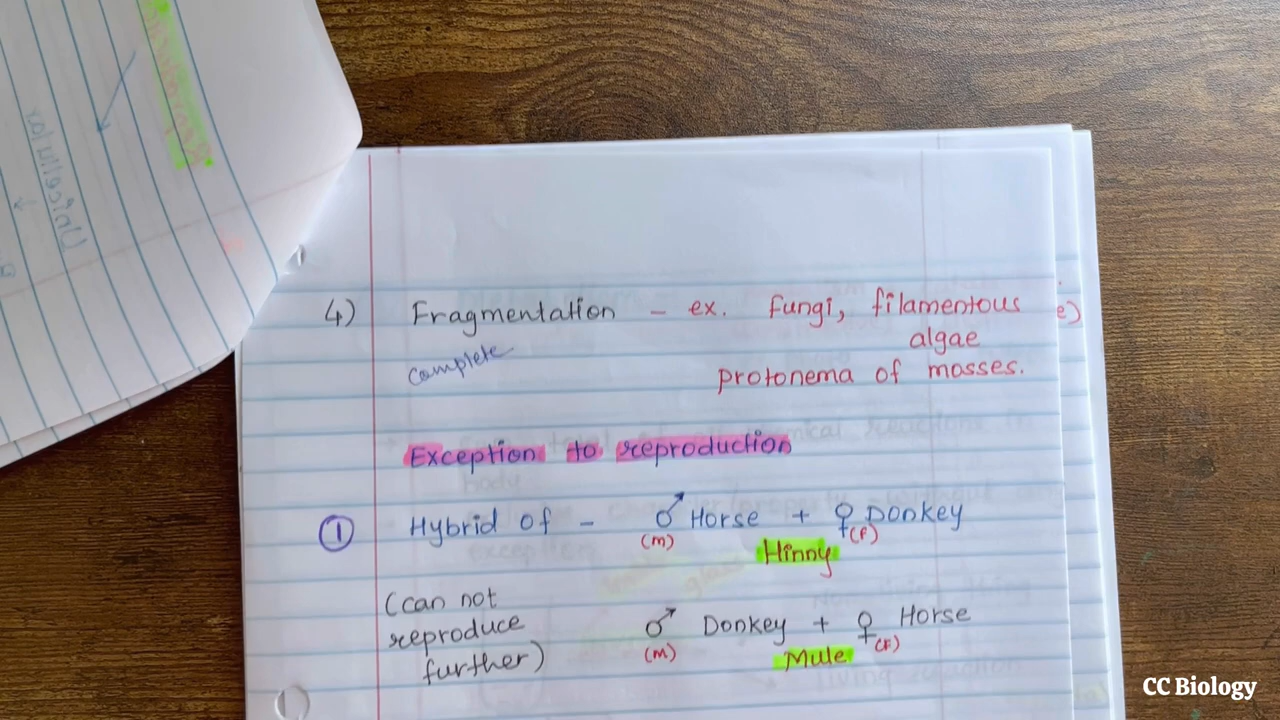 4) Fragmentation - ex. Fungi, filamentous
algae
complete
protonema of mosses.
Exception to reproduction
① Hybrid of - ♂ Horse + ♀ Donkey
(m) (F)
Hinny
(can not
reproduce
further)
♂ Donkey + ♀ Horse
(m) (F)
Mule
e)
CC Biology